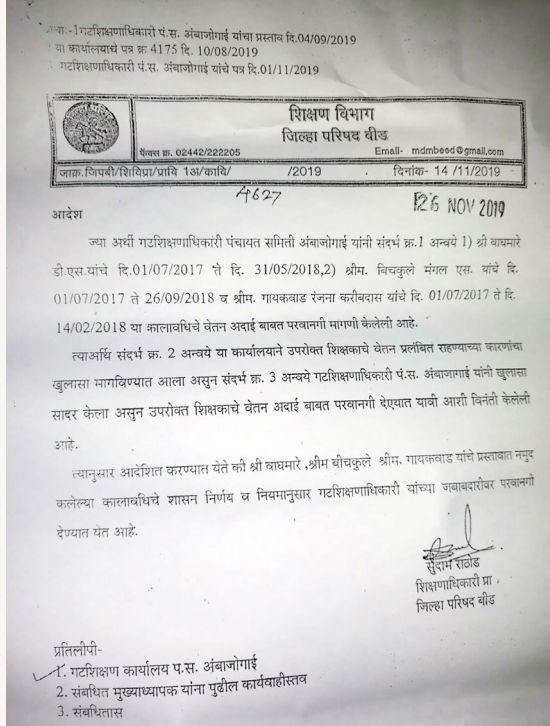 -1गटशिक्षणाधिकारी पं.स. अंबाजोगाई यांचा प्रस्ताव दि.04/09/2019
या कार्यालयाचे पत्र क्र 4175 दि. 10/08/2019
गटशिक्षणाधिकारी पं.स. अंबाजोगाई यांचे पत्र दि.01/11/2019
शिक्षण विभाग
जिल्हा परिषद बीड
फॅक्स क्रा. 02442/222205 Email- mdmbeed@gmail.com
जाक्र.जिपबी/शिविप्रा/प्रावि 1अ/कावि/ /2019 दिनांक- 14 /11/2019
4627
26 NOV 2019
आदेश
ज्या अर्थी गटशिक्षणाधिकारी पंचायत समिती अंबाजोगाई यांनी संदर्भ क्र.1 अन्वये 1) श्री वाघमारे
डी.एस.यांचे दि.01/07/2017 ते दि. 31/05/2018,2) श्रीम. बिचकुले मंगल एस. यांचे दि.
01/07/2017 ते 26/09/2018 व श्रीम. गायकवाड रंजना करीबदास यांचे दि. 01/07/2017 ते दि.
14/02/2018 या कालावधिचे वेतन अदाई बाबत परवानगी मागणी केलेली आहे.
त्याअर्थि संदर्भ क्र. 2 अन्वये या कार्यालयाने उपरोक्त शिक्षकाचे वेतन प्रलंबित राहण्याच्या कारणांचा
खुलासा मागविण्यात आला असुन संदर्भ क्र. 3 अन्वये गटशिक्षणाधिकारी पं.स. अंबाजागाई यांनी खुलासा
सादर केला असुन उपरोक्त शिक्षकाचे वेतन अदाई बाबत परवानगी देएयात यावी आशी विनंती केलेली
आहे.
त्यानुसार आदेशित करण्यात येते की श्री वाघमारे ,श्रीम बीचकुले श्रीम. गायकवाड यांचे प्रस्तावात नमुद
कलेल्या कालावधिचे शासन निर्णय व नियमानुसार गटशिक्षणाधिकारी यांच्या जबाबदारीवर परवानगी
देण्यात येत आहे.
सुदाम राठोड
शिक्षणाधिकारी प्रा .
जिल्हा परिषद बीड
प्रतिलीपी-
1. गटशिक्षण कार्यालय प.स. अंबाजोगाई
2. संबधित मुख्याध्यापक यांना पुढील कार्यवाहीस्तव
3. संबधितास